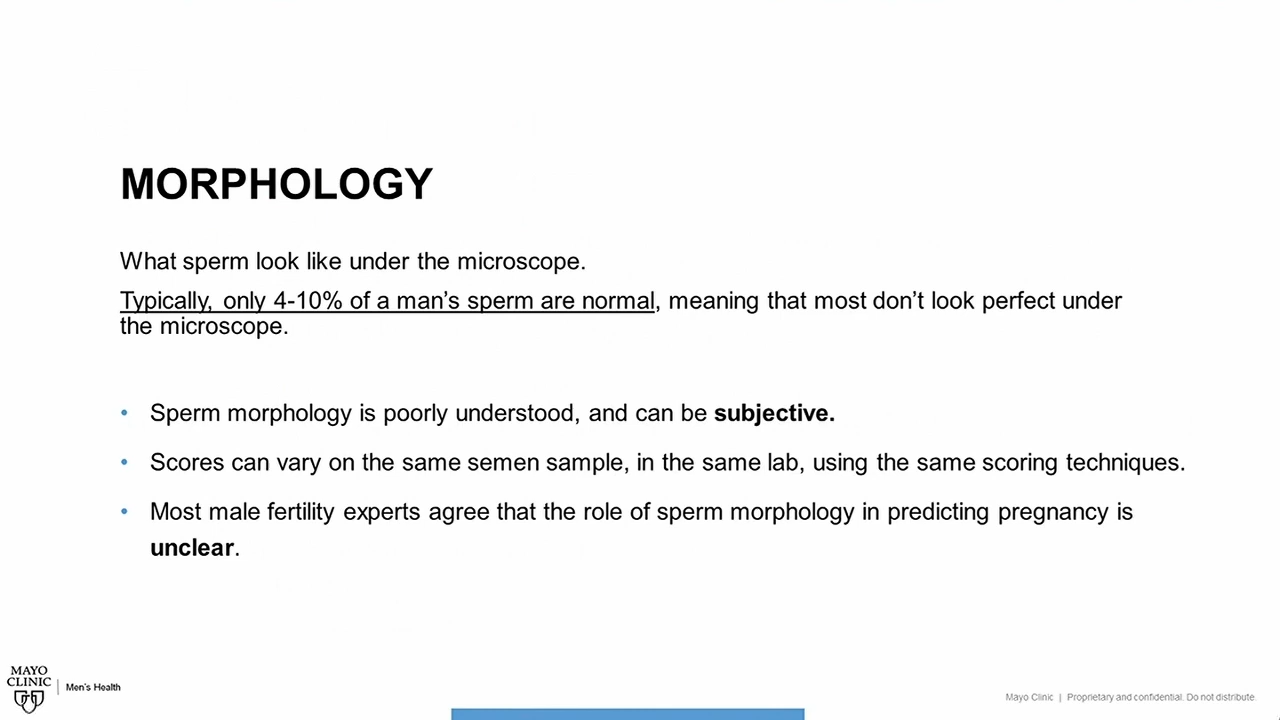 MORPHOLOGY
What sperm look like under the microscope.
Typically, only 4-10% of a man’s sperm are normal, meaning that most don’t look perfect under
the microscope.
• Sperm morphology is poorly understood, and can be subjective.
• Scores can vary on the same semen sample, in the same lab, using the same scoring techniques.
• Most male fertility experts agree that the role of sperm morphology in predicting pregnancy is
unclear.
MAYO
CLINIC
Men’s Health
Mayo Clinic | Proprietary and confidential. Do not distribute.